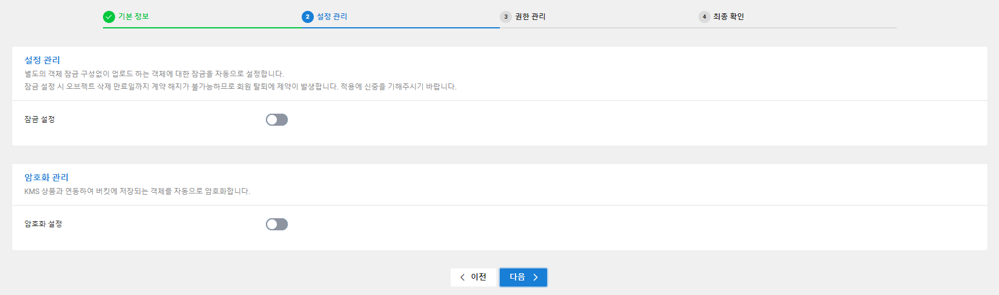 기본 정보
2 설정 관리
3 권한 관리
4 최종 확인
설정 관리
별도의 객체 잠금 구성없이 업로드 하는 객체에 대한 잠금을 자동으로 설정합니다.
잠금 설정 시 오브젝트 삭제 만료일까지 계약 해지가 불가능하므로 회원 탈퇴에 제약이 발생합니다. 적용에 신중을 기해주시기 바랍니다.
잠금 설정
암호화 관리
KMS 상품과 연동하여 버킷에 저장되는 객체를 자동으로 암호화합니다.
암호화 설정
이전
다음